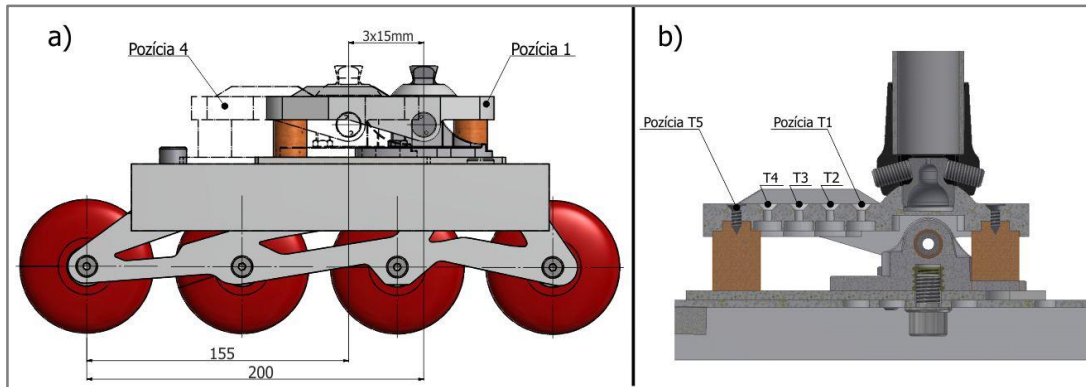 a)
3x15mm
Pozícia 4
Pozícia 1
155
200
b)
Pozícia T5
Pozícia T1
T4
T3
T2